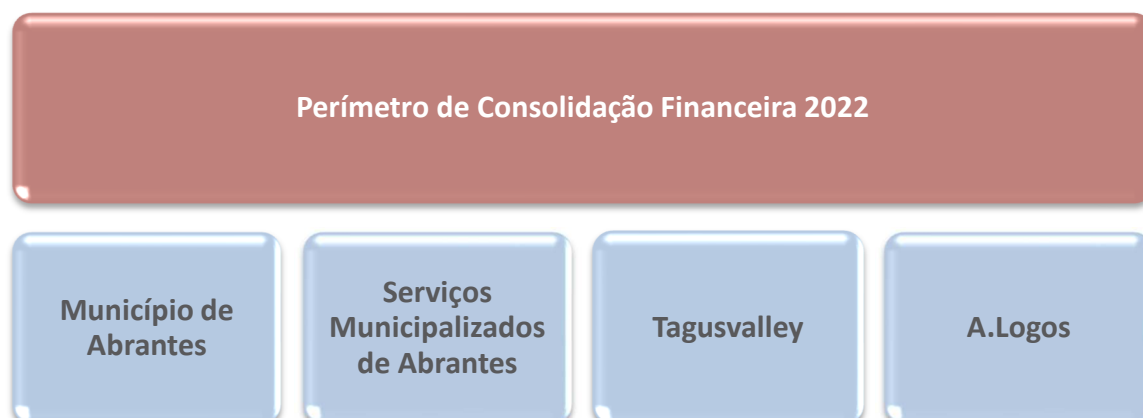 Perímetro de Consolidação Financeira 2022
Município de
Abrantes
Serviços
Municipalizados
de Abrantes
Tagusvalley
A.Logos